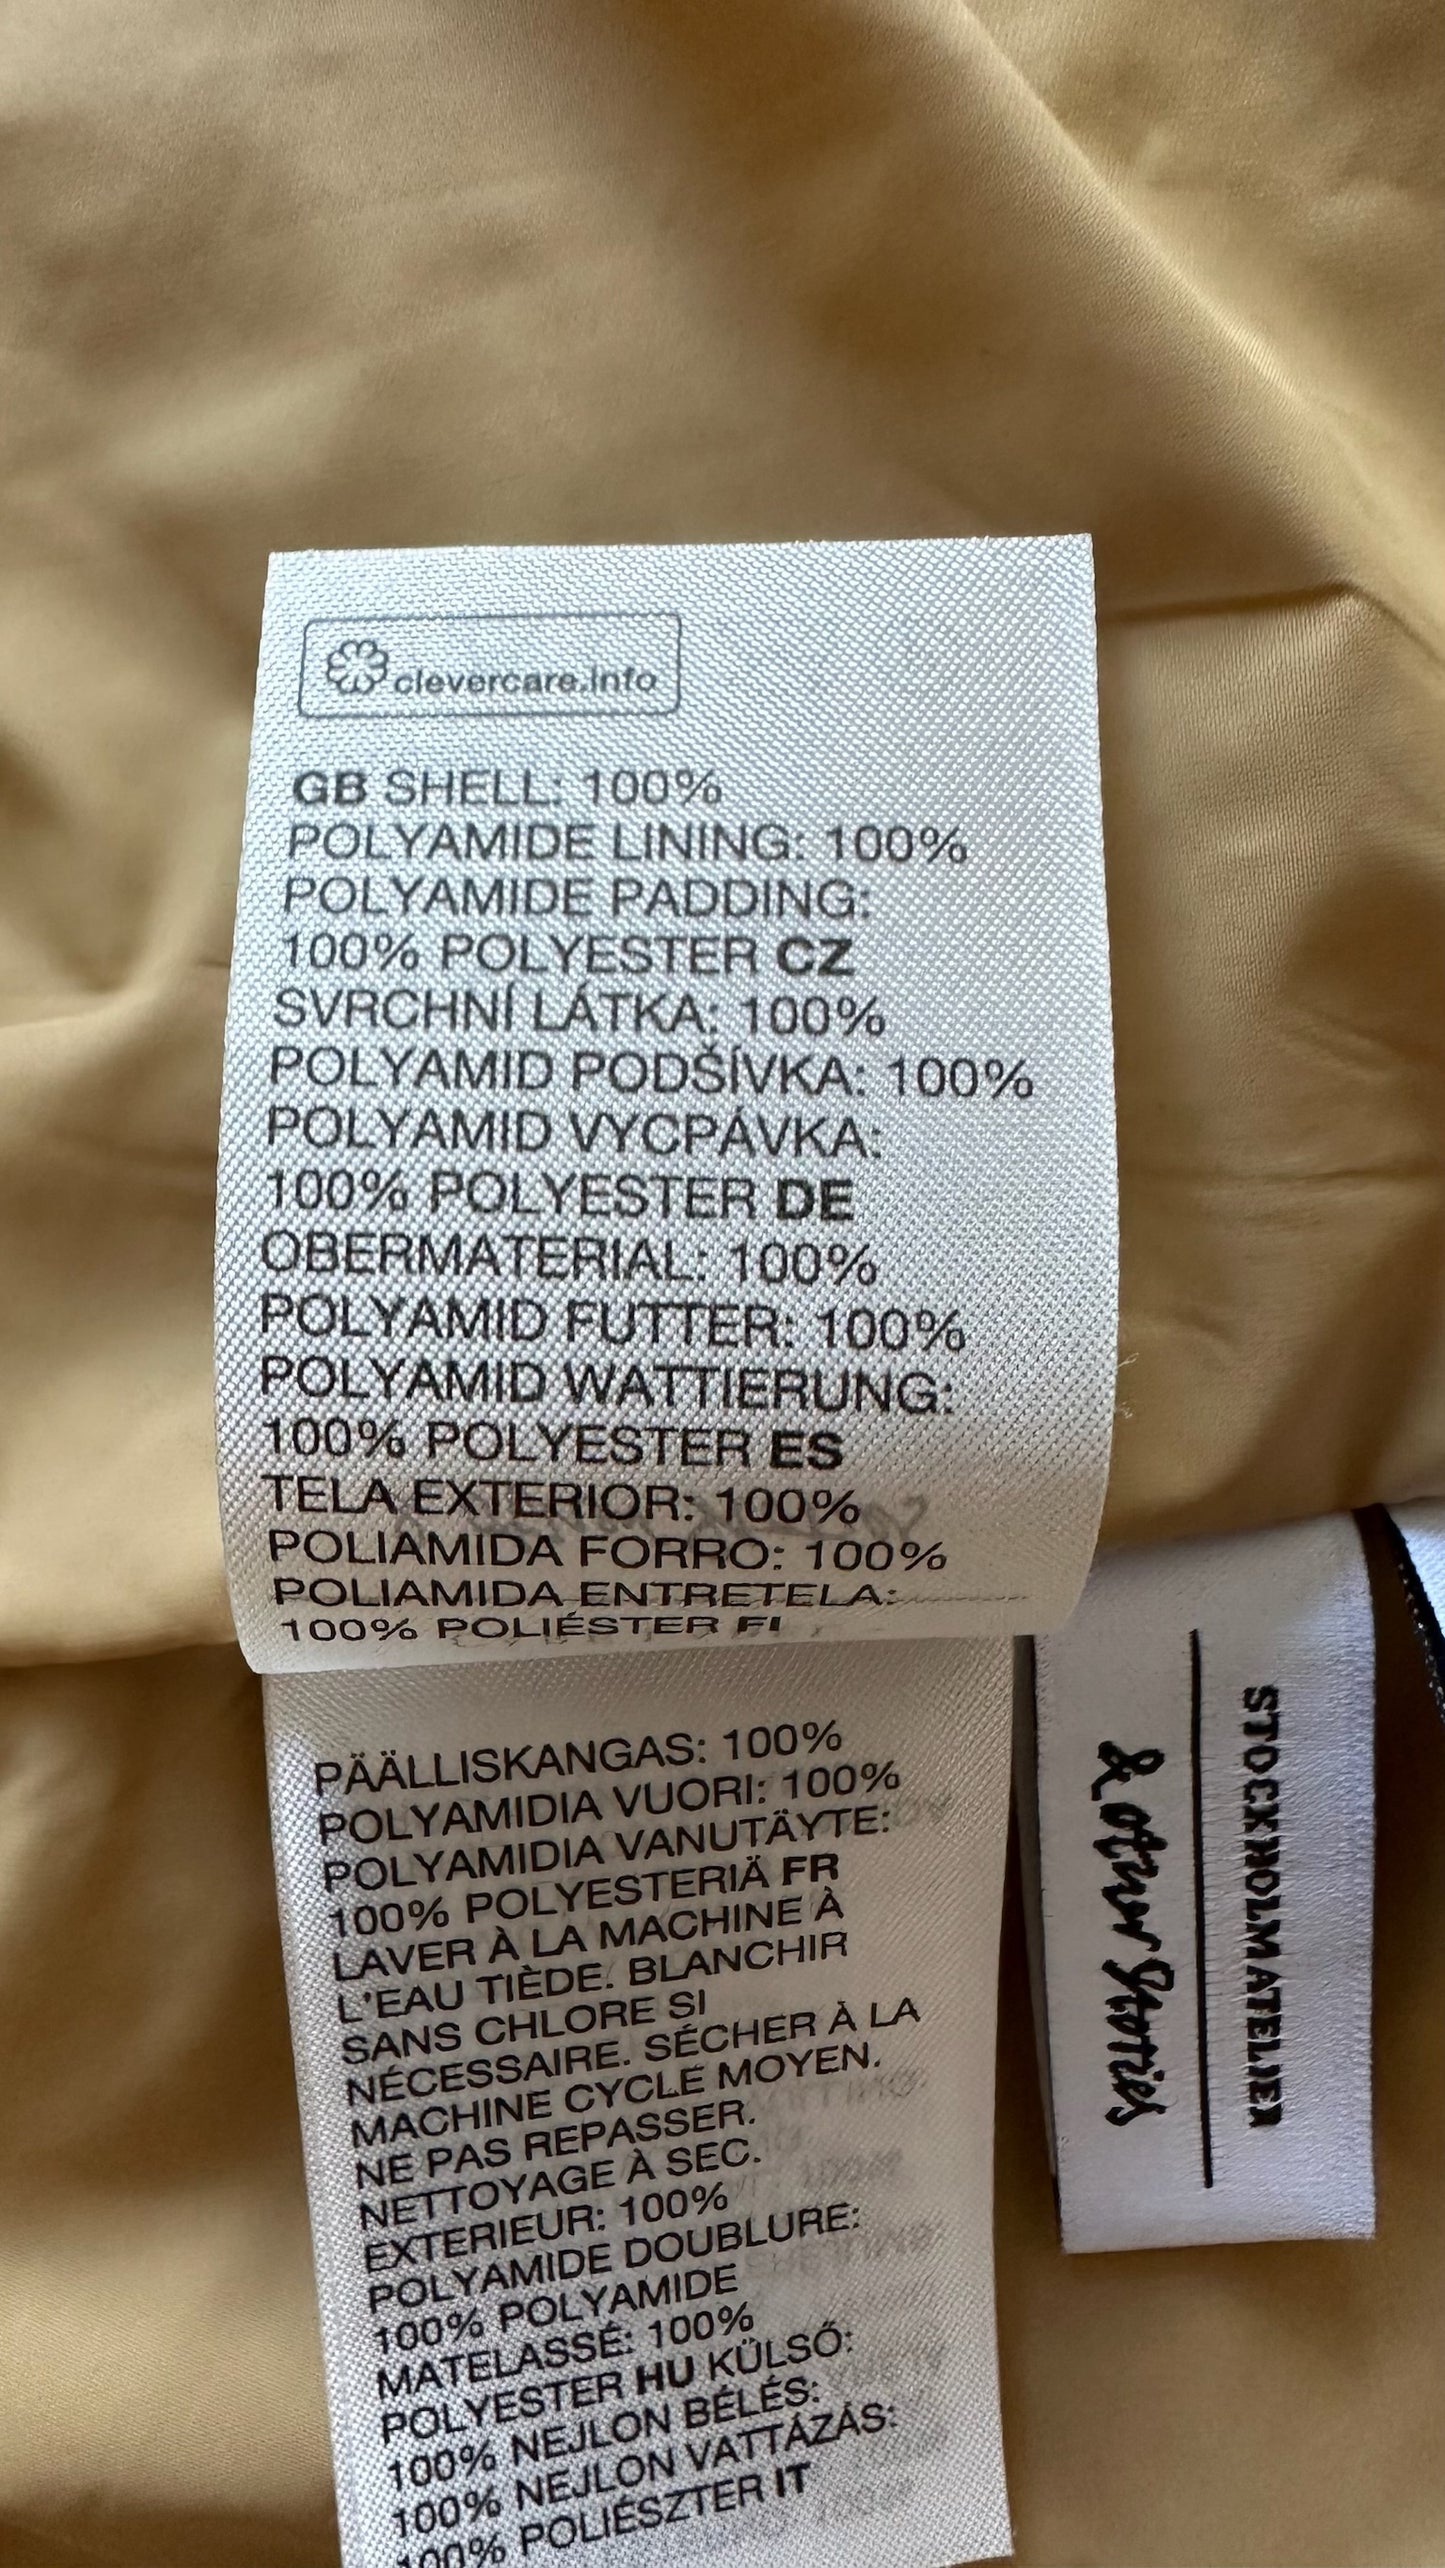 clevercare.info
GB SHELL: 100%
POLYAMIDE LINING: 100%
POLYAMIDE PADDING:
100% POLYESTER CZ
SVRCHNÍ LÁTKA: 100%
POLYAMID PODŠÍVKA: 100%
POLYAMID VYCPÁVKA:
100% POLYESTER DE
OBERMATERIAL: 100%
POLYAMID FUTTER: 100%
POLYAMID WATTIERUNG:
100% POLYESTER ES
TELA EXTERIOR: 100%
POLIAMIDA FORRO: 100%
POLIAMIDA ENTRETELA:
100% POLIÉSTER FI
PÄÄLLISKANGAS: 100%
POLYAMIDIA VUORI: 100%
POLYAMIDIA VANUTÄYTE:
100% POLYESTERIÄ FR
LAVER À LA MACHINE À
L'EAU TIÈDE. BLANCHIR
SANS CHLORE SI
NÉCESSAIRE. SÉCHER À LA
MACHINE CYCLE MOYEN.
NE PAS REPASSER.
NETTOYAGE À SEC.
EXTERIEUR: 100%
POLYAMIDE DOUBLURE:
100% POLYAMIDE
MATELASSÉ: 100%
POLYESTER HU KÜLSŐ:
100% NEJLON BÉLÉS:
100% NEJLON VATTÁZÁS:
100% POLIÉSZTER IT
STOCKHOLM ATELIER
& Other Stories